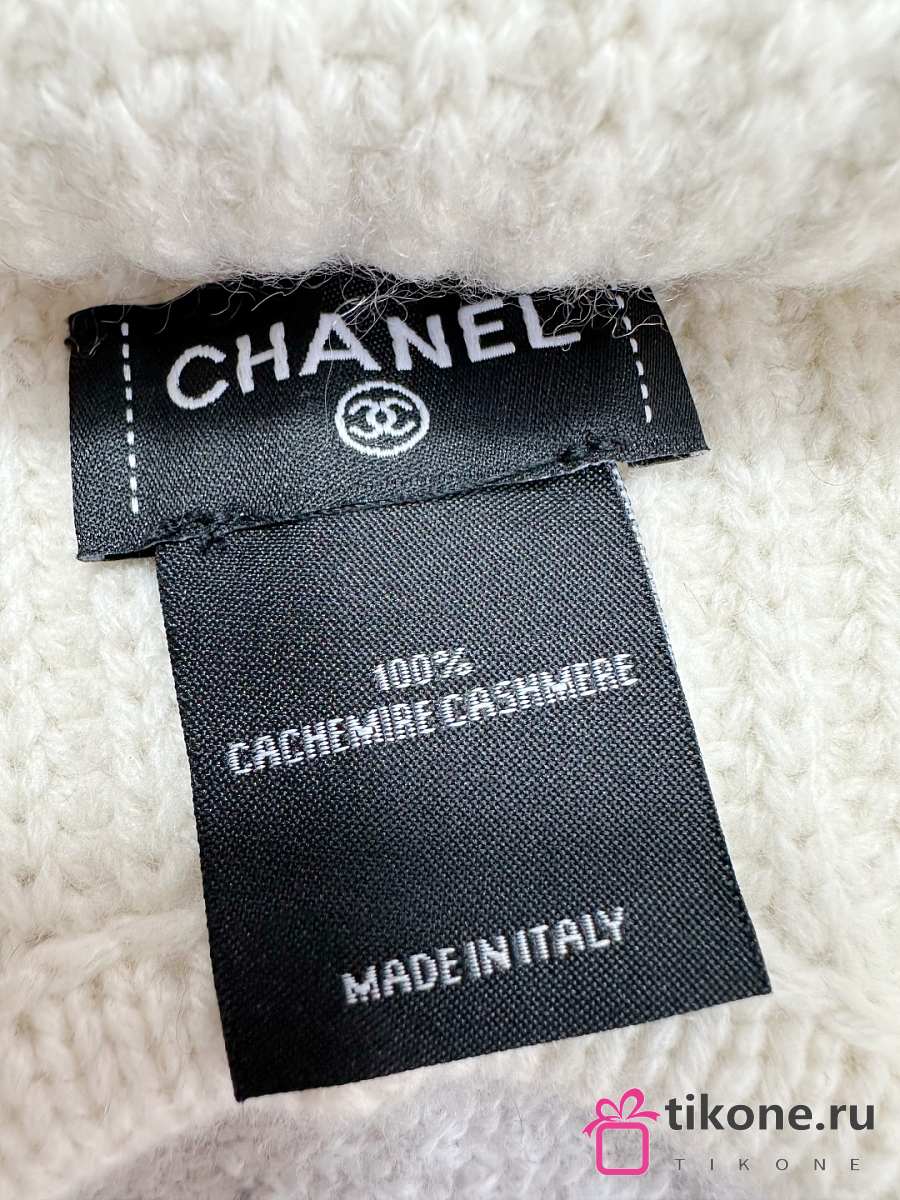 CHANEL
100%
CACHEMIRE CASHMERE
MADE IN ITALY
tikone.ru
TIKONE